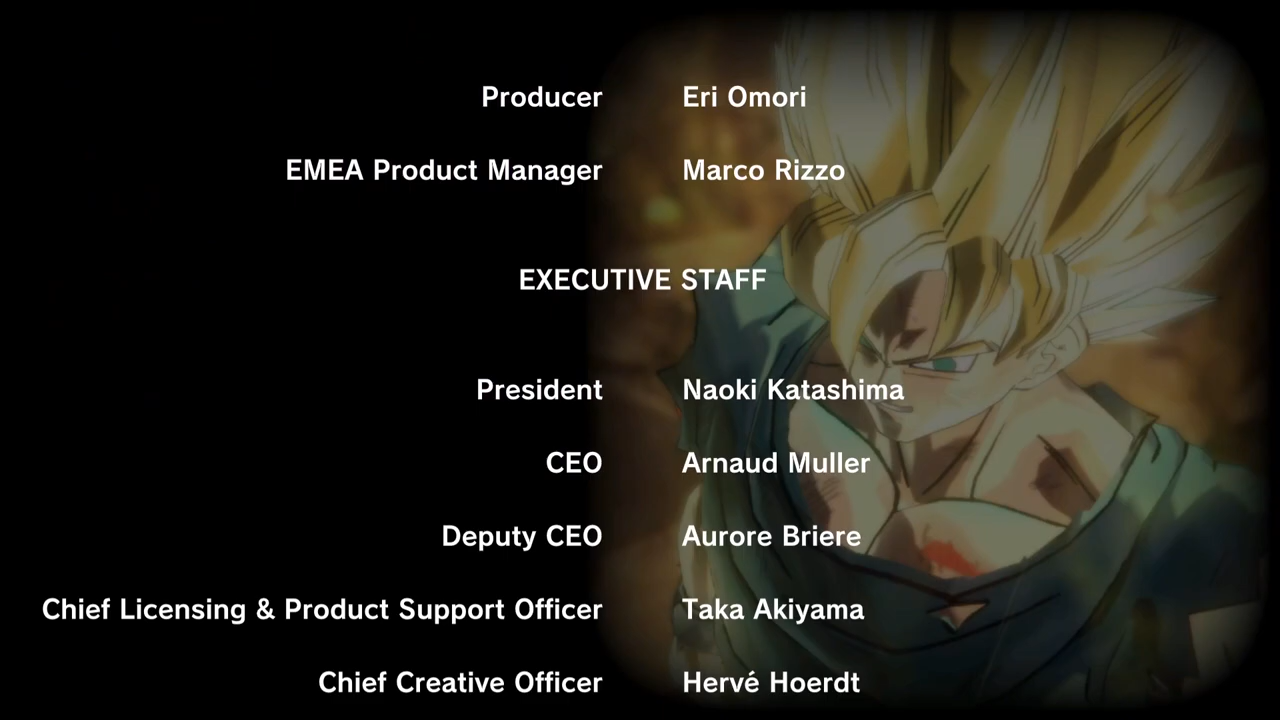 Producer Eri Omori
EMEA Product Manager Marco Rizzo
EXECUTIVE STAFF
President Naoki Katashima
CEO Arnaud Muller
Deputy CEO Aurore Briere
Chief Licensing & Product Support Officer Taka Akiyama
Chief Creative Officer Hervé Hoerdt